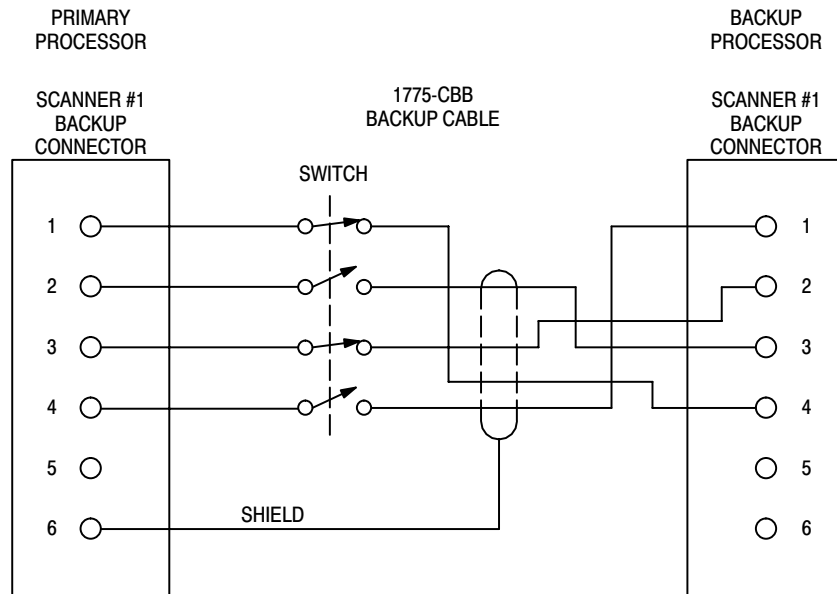 PRIMARY
PROCESSOR
BACKUP
PROCESSOR
SCANNER #1
BACKUP
CONNECTOR
1775-CBB
BACKUP CABLE
SCANNER #1
BACKUP
CONNECTOR
SWITCH
1
1
2
2
3
3
4
4
5
5
6
SHIELD
6